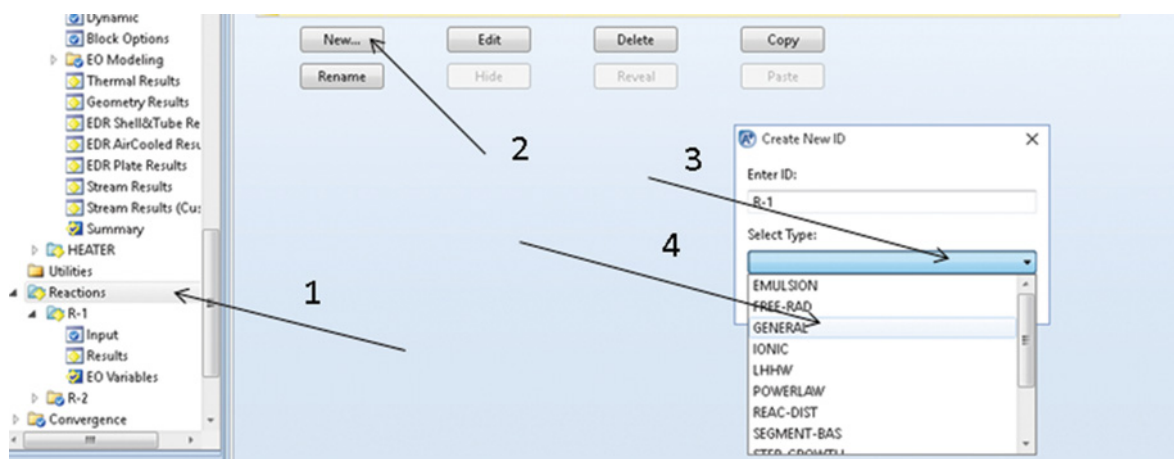 Dynamic
Block Options
EO Modeling
Thermal Results
Geometry Results
EDR Shell&Tube Re
EDR AirCooled Resu
EDR Plate Results
Stream Results
Stream Results (Cus
Summary
HEATER
Utilities
Reactions
R-1
Input
Results
EO Variables
R-2
Convergence
New... Edit Delete Copy
Rename Hide Reveal Paste
1
2
3
4
Create New ID
Enter ID:
R-1
Select Type:
EMULSION
FREE-RAD
GENERAL
IONIC
LHHW
POWERLAW
REAC-DIST
SEGMENT-BAS
STEP-GROWTH